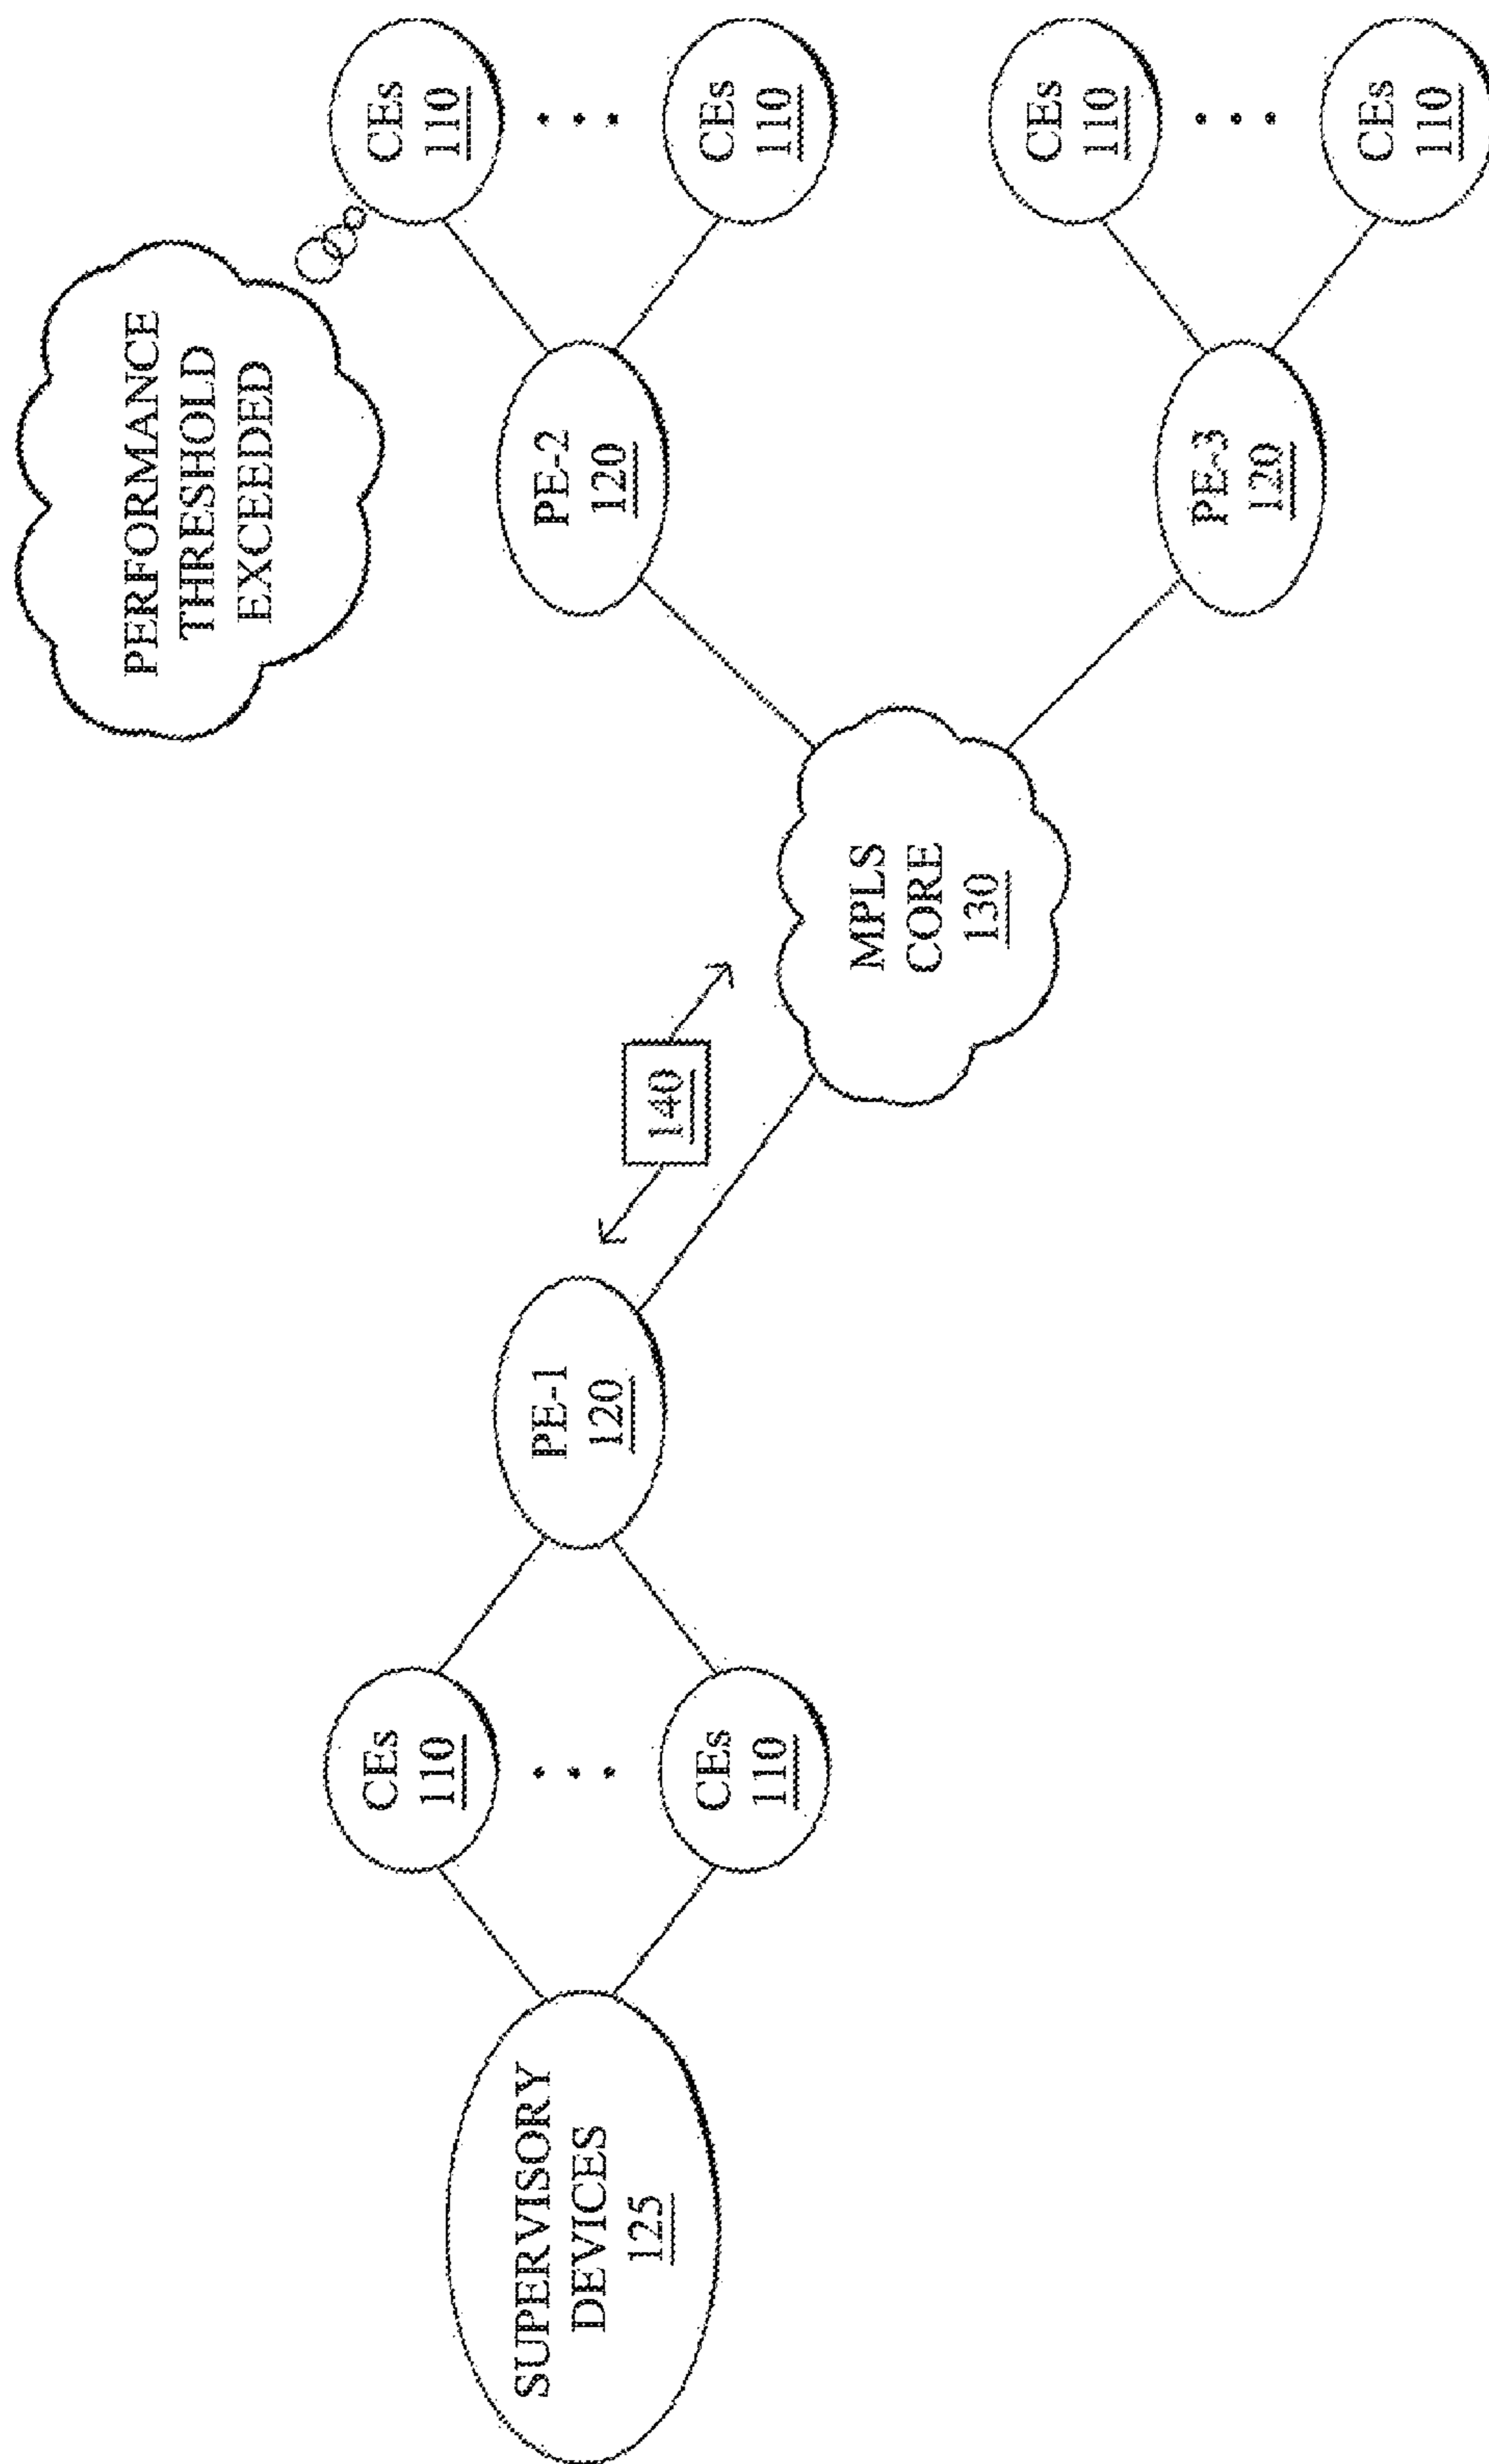 PERFORMANCE
THRESHOLD
EXCEEDED
SUPERVISORY
DEVICES
125
CEs
110
CEs
110
PE-1
120
140
MPLS
CORE
130
PE-2
120
PE-3
120
CEs
110
CEs
110
CEs
110
CEs
110